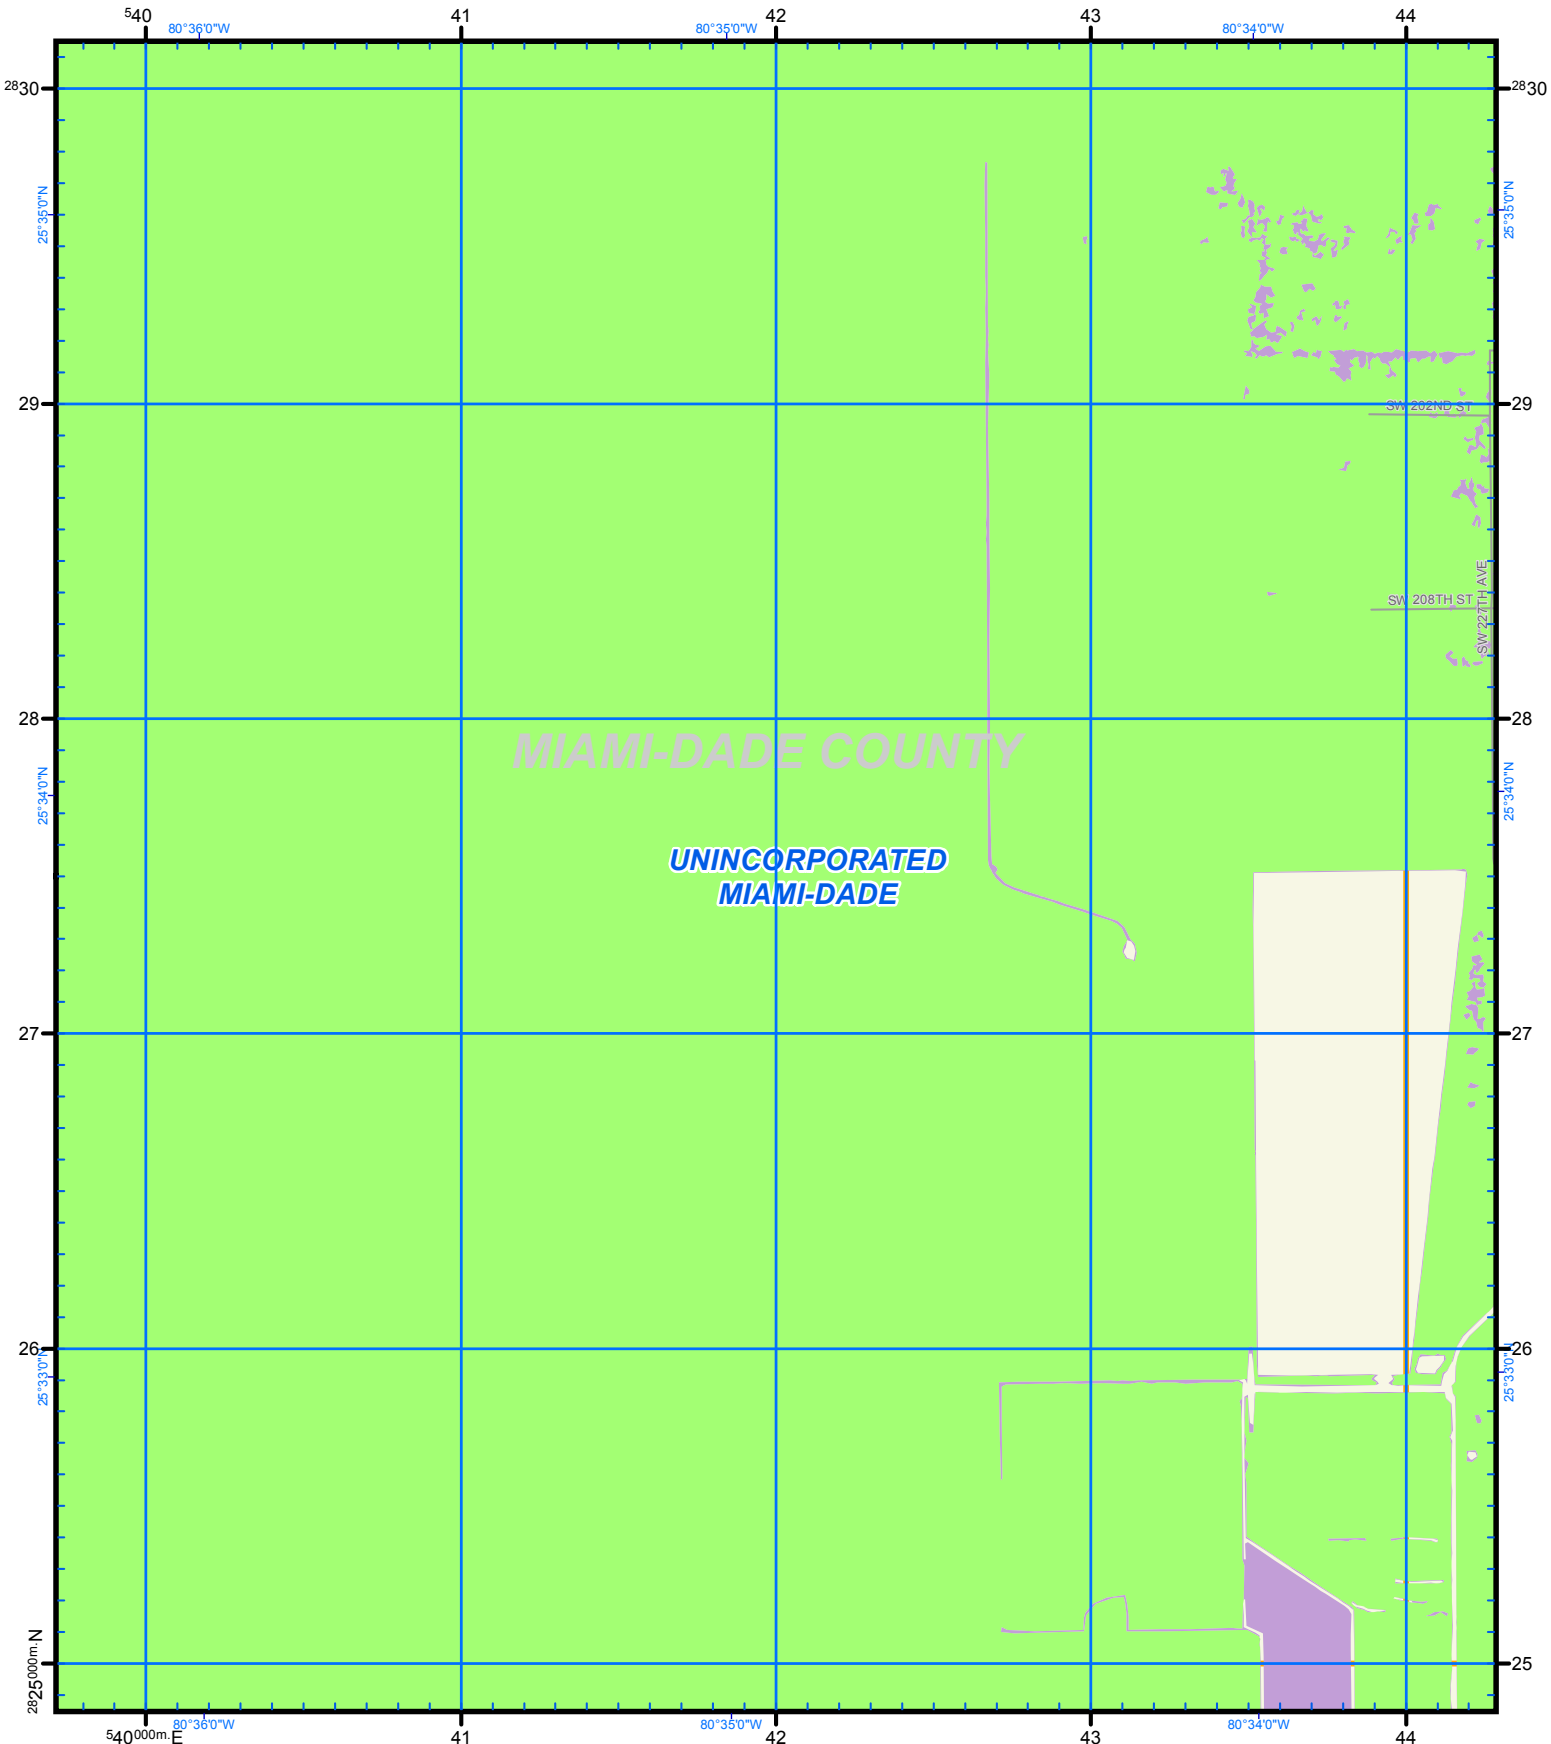 540 41 42 43 44
80°36'0"W 80°35'0"W 80°34'0"W
2830 2830
25°35'0"N 25°35'0"N
29 29
SW 202ND ST
SW 227TH AVE
SW 208TH ST
28 28
MIAMI-DADE COUNTY
25°34'0"N 25°34'0"N
UNINCORPORATED
MIAMI-DADE
27 27
26 26
25°33'0"N 25°33'0"N
2825000m.N 25
80°36'0"W 80°35'0"W 80°34'0"W
540000m.E 41 42 43 44